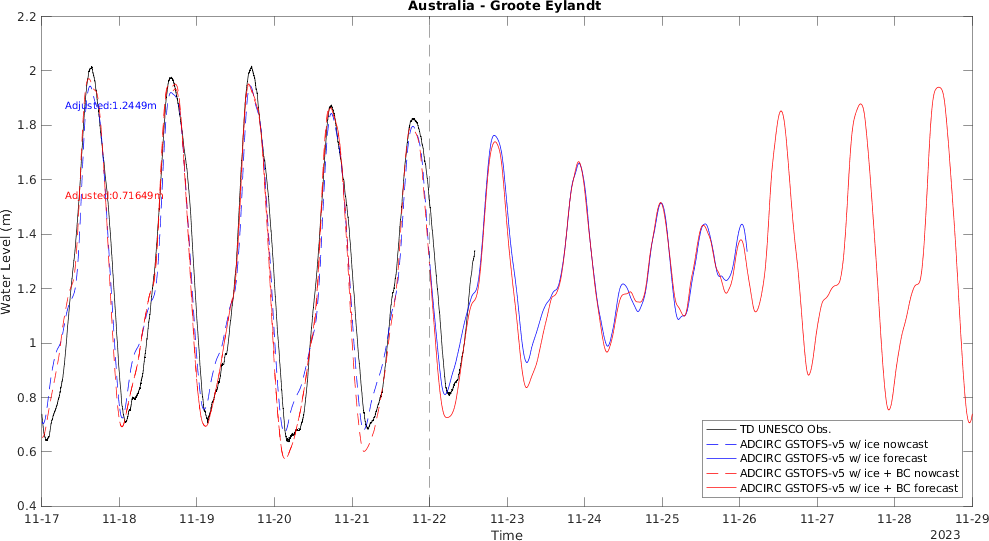 Australia - Groote Eylandt
2.2
2
1.8
1.6
1.4
1.2
1
0.8
0.6
0.4
Water Level (m)
Adjusted:1.2449m
Adjusted:0.71649m
TD UNESCO Obs.
ADCIRC GSTOFS-v5 w/ ice nowcast
ADCIRC GSTOFS-v5 w/ ice forecast
ADCIRC GSTOFS-v5 w/ ice + BC nowcast
ADCIRC GSTOFS-v5 w/ ice + BC forecast
11-17 11-18 11-19 11-20 11-21 11-22 11-23 11-24 11-25 11-26 11-27 11-28 11-29
Time
2023